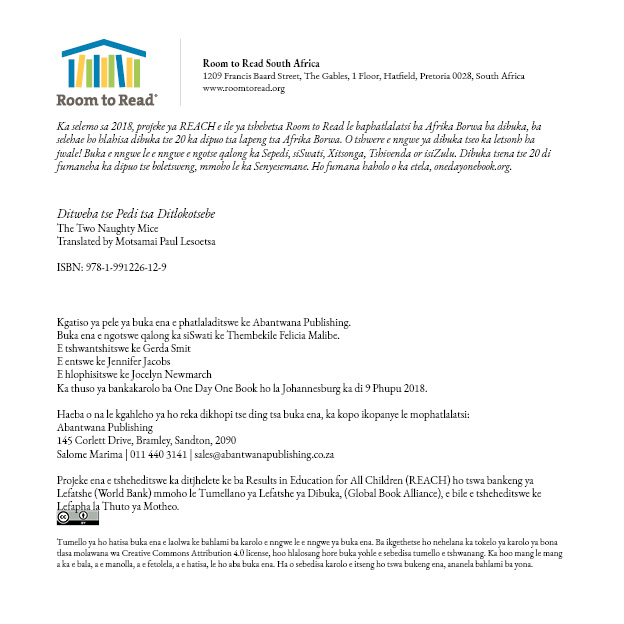 Room to Read®
Room to Read South Africa
1209 Francis Baard Street, The Gables, 1 Floor, Hatfield, Pretoria 0028, South Africa
www.roomtoread.org
Ka selemo sa 2018, projeke ya REACH e ile ya tshehetsa Room to Read le baphatlalatsi ba Afrika Borwa ba dibuka, ba
selehae ho hlahisa dibuka tse 20 ka dipuo tsa lapeng tsa Afrika Borwa. O tshwere e nngwe ya dibuka tseo ka letsonh ba
jwale! Buka e nngwe le e nngwe e ngotse qalong ka Sepedi, siSwati, Xitsonga, Tshivenda or isiZulu. Dibuka tsena tse 20 di
fumaneha ka dipuo tse boletsweng, mmoho le ka Senyesemane. Ho fumana haholo o ka etela, onedayonebook.org.
Ditweba tse Pedi tsa Ditlokotsebe
The Two Naughty Mice
Translated by Motsamai Paul Lesoetsa
ISBN: 978-1-991226-12-9
Kgatiso ya pele ya buka ena e phatlaladitswe ke Abantwana Publishing.
Buka ena e ngotswe qalong ka siSwati ke Thembekile Felicia Malibe.
E tshwantshitswe ke Gerda Smit
E entswe ke Jennifer Jacobs
E hlophisitswe ke Jocelyn Newmarch
Ka thuso ya bankakarolo ba One Day One Book ho la Johannesburg ka di 9 Phupu 2018.
Haeba o na le kgahleho ya ho reka dikhopi tse ding tsa buka ena, ka kopo ikopanye le mophatlalatsi:
Abantwana Publishing
145 Corlett Drive, Bramley, Sandton, 2090
Salome Marima | 011 440 3141 | sales@abantwanapublishing.co.za
Projeke ena e tsheheditswe ka ditjhelete ke ba Results in Education for All Children (REACH) ho tswa bankeng ya
Lefatshe (World Bank) mmoho le Tumellano ya Lefatshe ya Dibuka, (Global Book Alliance), e bile e tsheheditswe ke
Lefapha la Thuto ya Motheo.
cc BY
Tumello ya ho hatisa buka ena e laolwa ke bahlami ba karolo e nngwe le e nngwe ya buka ena. Ba ikgethetse ho nehelana ka tokelo ya karolo ya bona
tlasa molawana wa Creative Commons Attribution 4.0 license, hoo hlalosang hore buka yohle e sebedisa tumello e tshwanang. Ka hoo mang le mang
a ka e bala, a e manolla, a e fetolela, a e hatisa, le ho aba buka ena. Ha o sebedisa karolo e itseng ho tswa bukeng ena, ananela bahlami ba yona.